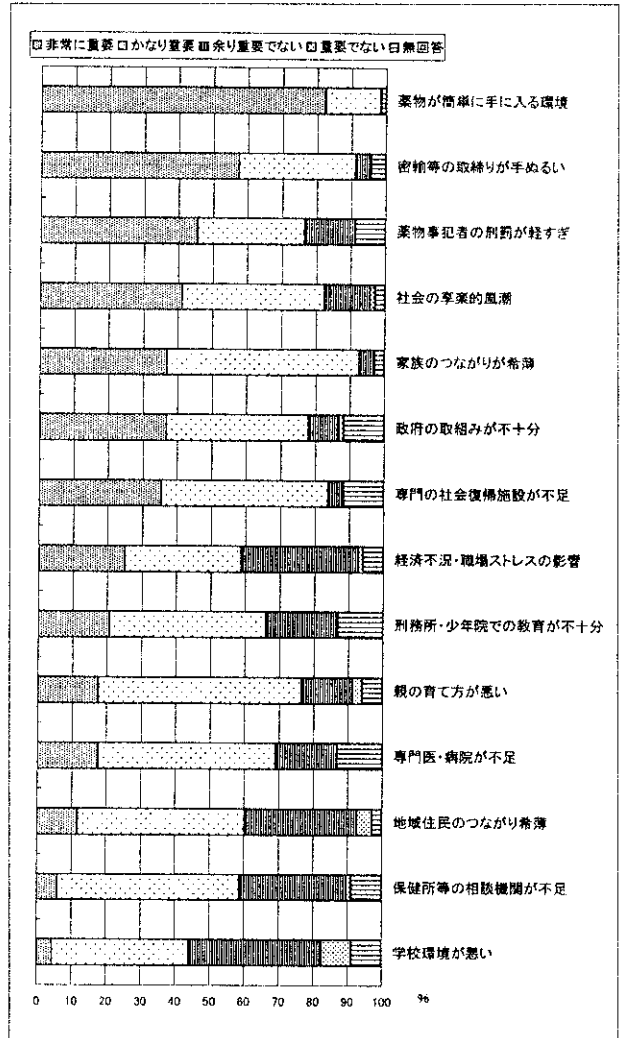 非常に重要 かなり重要 余り重要でない 重要でない 無回答
薬物が簡単に手に入る環境
密輸等の取締りが手ぬるい
薬物事犯者の刑罰が軽すぎ
社会の享楽的風潮
家族のつながりが希薄
政府の取組みが不十分
専門の社会復帰施設が不足
経済不況・職場ストレスの影響
刑務所・少年院での教育が不十分
親の育て方が悪い
専門医・病院が不足
地域住民のつながり希薄
保健所等の相談機関が不足
学校環境が悪い
0 10 20 30 40 50 60 70 80 90 100 %